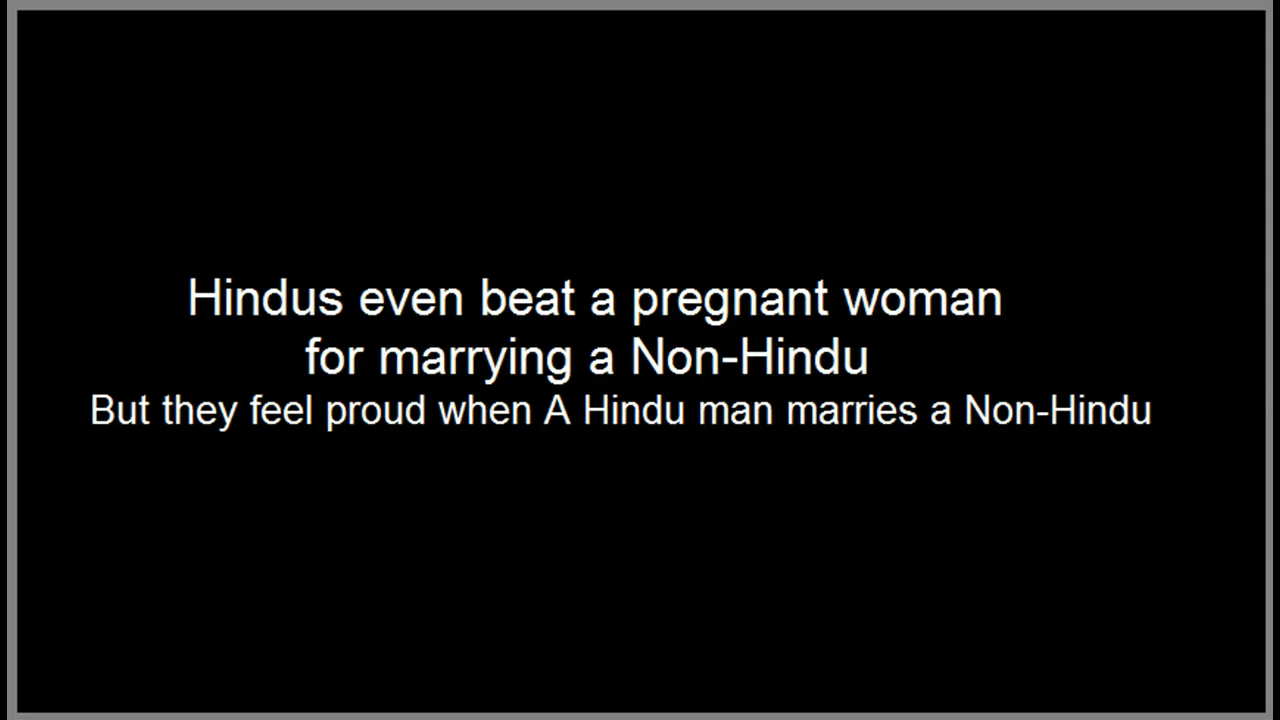 Hindus even beat a pregnant woman
for marrying a Non-Hindu
But they feel proud when A Hindu man marries a Non-Hindu